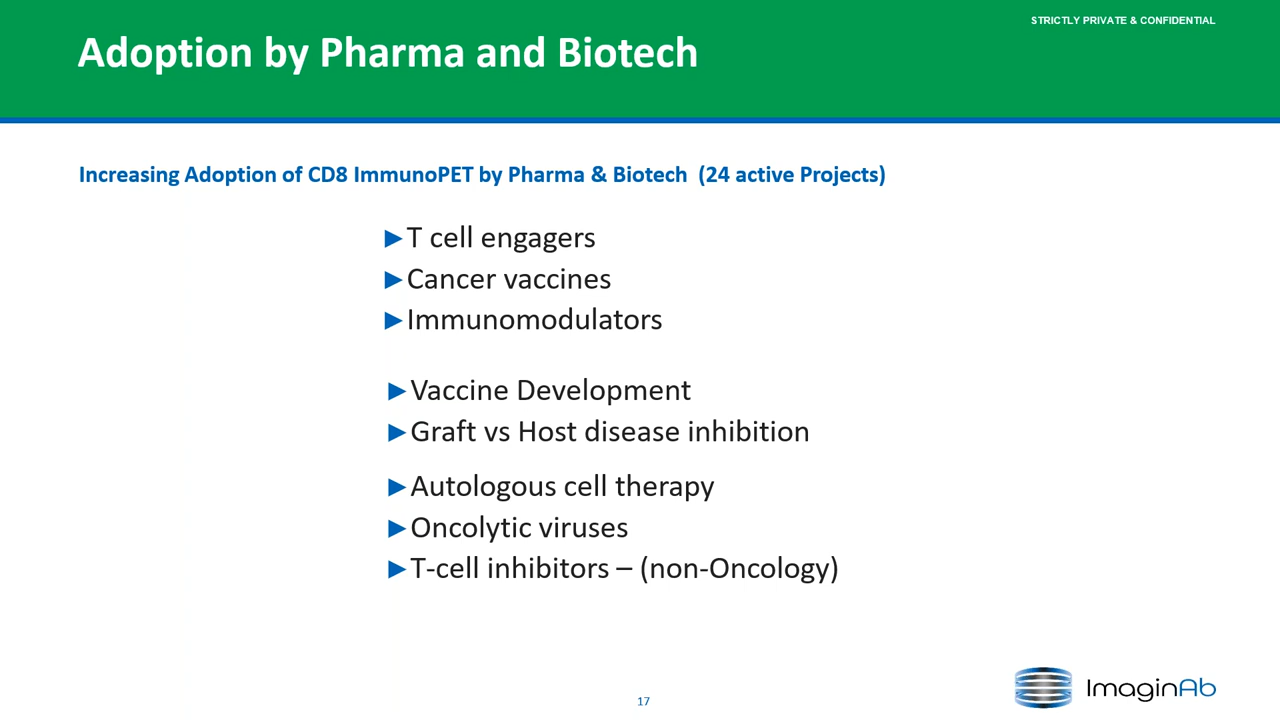 STRICTLY PRIVATE & CONFIDENTIAL
Adoption by Pharma and Biotech
Increasing Adoption of CD8 ImmunoPET by Pharma & Biotech (24 active Projects)
►T cell engagers
►Cancer vaccines
►Immunomodulators
►Vaccine Development
►Graft vs Host disease inhibition
►Autologous cell therapy
►Oncolytic viruses
►T-cell inhibitors – (non-Oncology)
17
ImaginAb